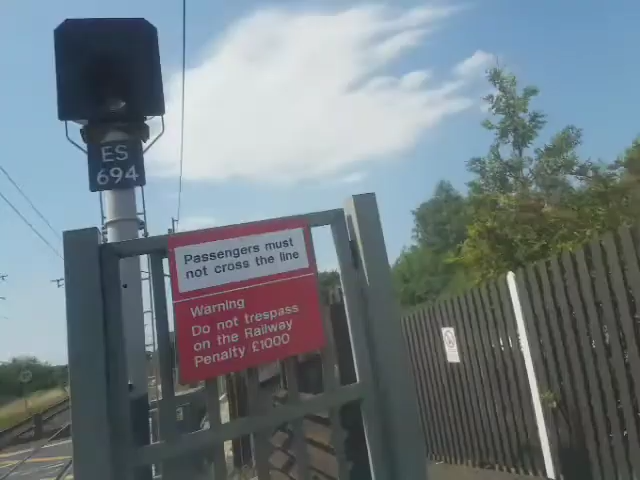 ES
694
Passengers must
not cross the line
Warning
Do not trespass
on the Railway
Penalty £1000